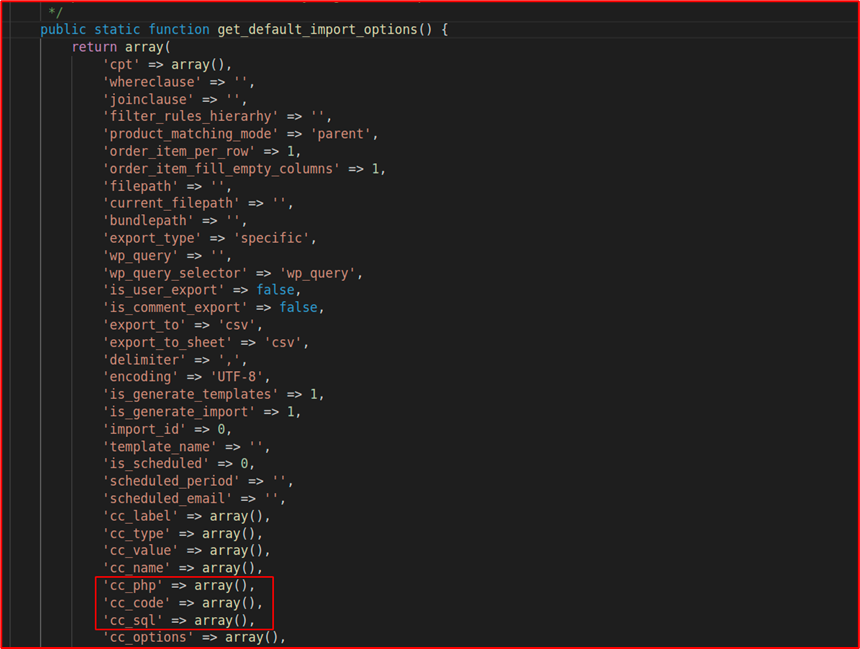 */
public static function get_default_import_options() {
return array(
'cpt' => array(),
'whereclause' => '',
'joinclause' => '',
'filter_rules_hierarhy' => '',
'product_matching_mode' => 'parent',
'order_item_per_row' => 1,
'order_item_fill_empty_columns' => 1,
'filepath' => '',
'current_filepath' => '',
'bundlepath' => '',
'export_type' => 'specific',
'wp_query' => '',
'wp_query_selector' => 'wp_query',
'is_user_export' => false,
'is_comment_export' => false,
'export_to' => 'csv',
'export_to_sheet' => 'csv',
'delimiter' => ',',
'encoding' => 'UTF-8',
'is_generate_templates' => 1,
'is_generate_import' => 1,
'import_id' => 0,
'template_name' => '',
'is_scheduled' => 0,
'scheduled_period' => '',
'scheduled_email' => '',
'cc_label' => array(),
'cc_type' => array(),
'cc_value' => array(),
'cc_name' => array(),
'cc_php' => array(),
'cc_code' => array(),
'cc_sql' => array(),
'cc_options' => array(),